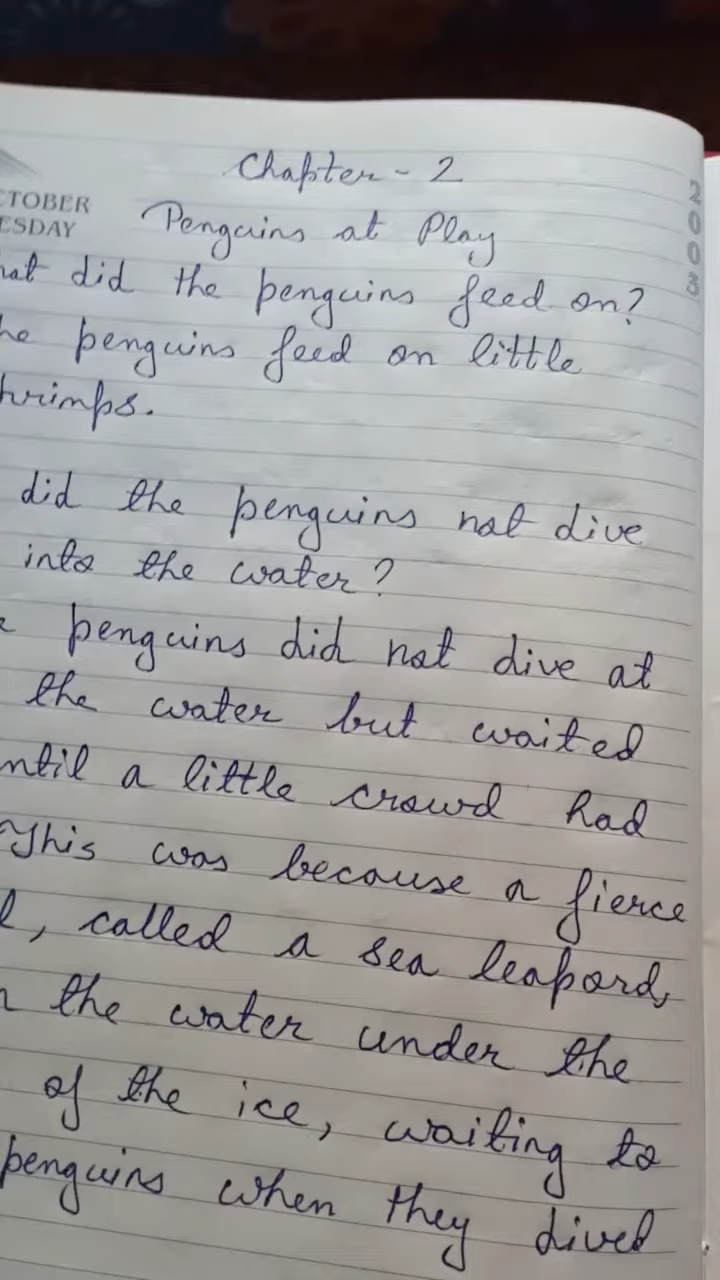 Chapter - 2
2003
CTOBER
ESDAY
Penguins at Play
hat did the penguins feed on?
he penguins feed on little
hrimps.
did the penguins not dive
into the water?
e penguins did not dive at
the water but waited
ntil a little crowd had
This was because a fierce
l, called a sea leapord,
n the water under the
of the ice, waiting to
penguins when they dived